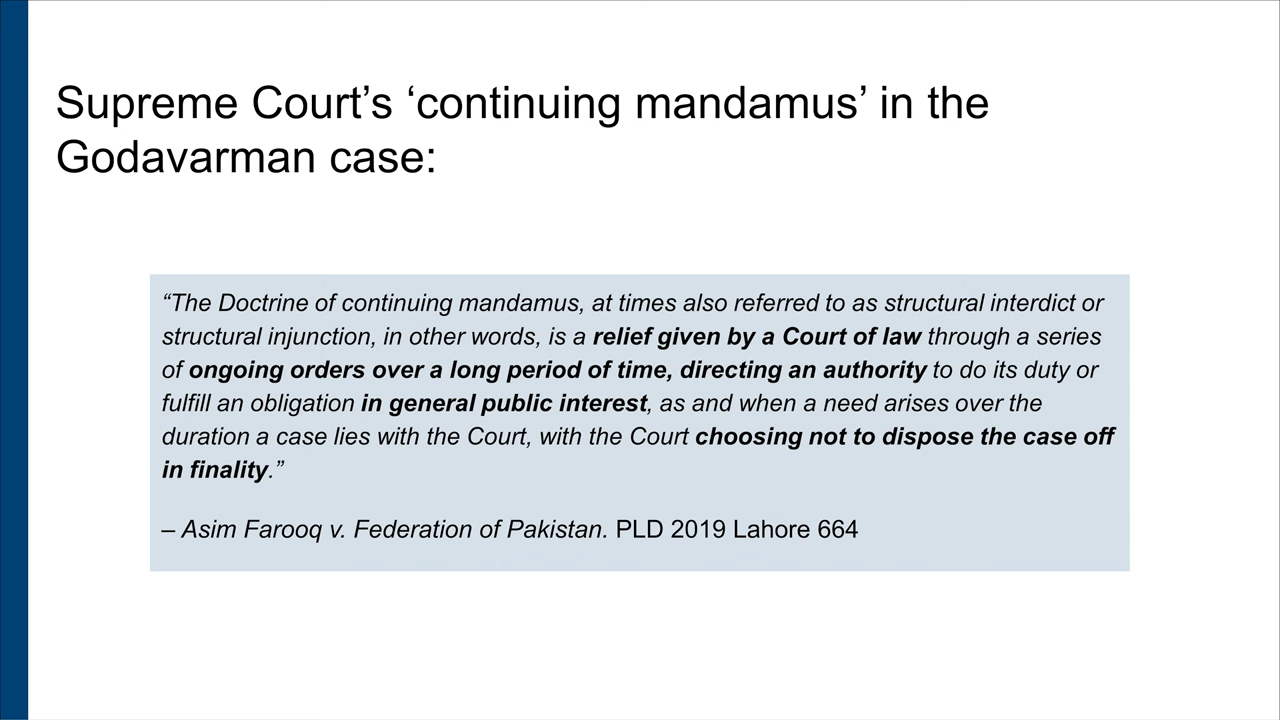 Supreme Court’s ‘continuing mandamus’ in the
Godavarman case:
“The Doctrine of continuing mandamus, at times also referred to as structural interdict or
structural injunction, in other words, is a relief given by a Court of law through a series
of ongoing orders over a long period of time, directing an authority to do its duty or
fulfill an obligation in general public interest, as and when a need arises over the
duration a case lies with the Court, with the Court choosing not to dispose the case off
in finality.”
– Asim Farooq v. Federation of Pakistan. PLD 2019 Lahore 664